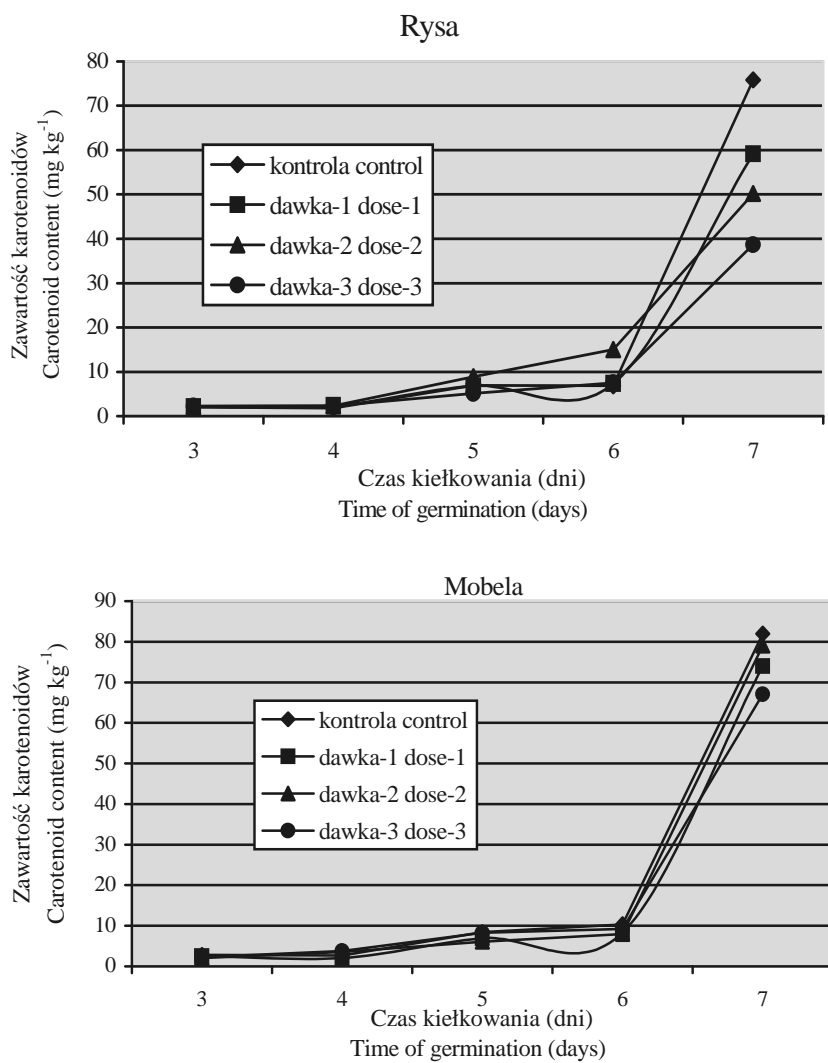 Rysa
Zawartość karotenoidów
Carotenoid content (mg kg-1)
80
70
60
50
40
30
20
10
0
kontrola control
dawka-1 dose-1
dawka-2 dose-2
dawka-3 dose-3
3 4 5 6 7
Czas kiełkowania (dni)
Time of germination (days)
Mobela
Zawartość karotenoidów
Carotenoid content (mg kg-1)
90
80
70
60
50
40
30
20
10
0
kontrola control
dawka-1 dose-1
dawka-2 dose-2
dawka-3 dose-3
3 4 5 6 7
Czas kiełkowania (dni)
Time of germination (days)